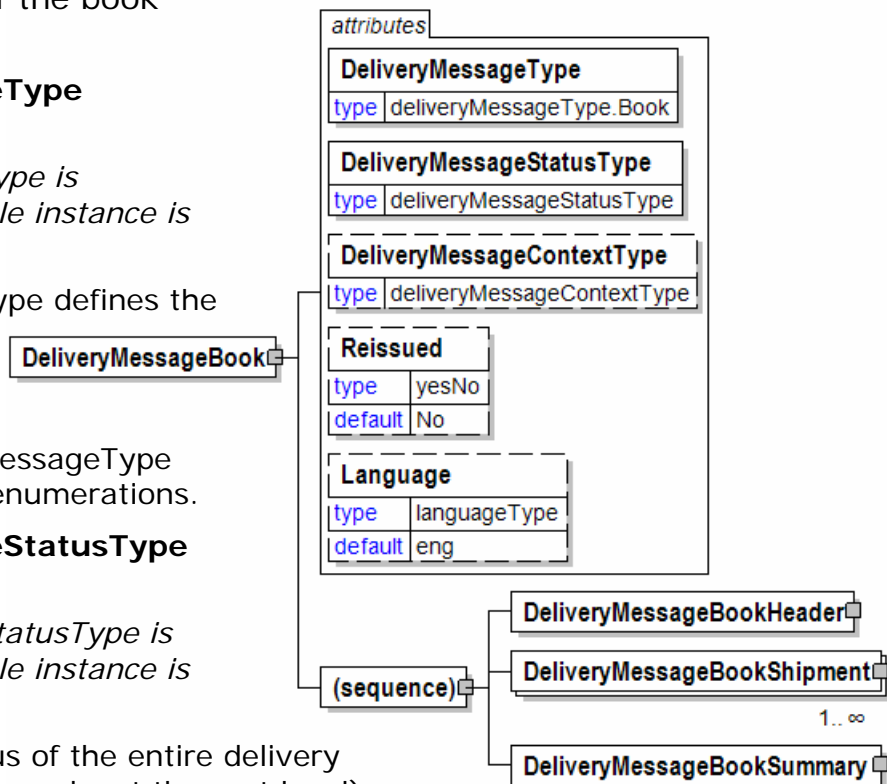 the book
attributes
DeliveryMessageType
type deliveryMessageType.Book
DeliveryMessageStatusType
type deliveryMessageStatusType
DeliveryMessageContextType
type deliveryMessageContextType
Reissued
type yesNo
default No
Language
type languageType
default eng
eType
ype is
le instance is
ype defines the
DeliveryMessageBook
essageType
enumerations.
eStatusType
tatusType is
le instance is
us of the entire delivery
(sequence)
DeliveryMessageBookHeader
DeliveryMessageBookShipment
1.. ∞
DeliveryMessageBookSummary